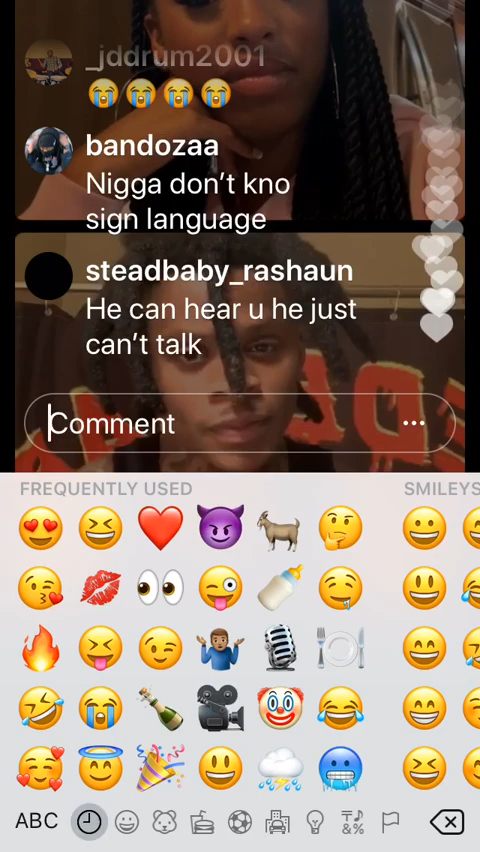 _jddrum2001
😭😭😭😭
bandozaa
Nigga don’t kno
sign language
steadbaby_rashaun
He can hear u he just
can’t talk
Comment
FREQUENTLY USED
SMILEYS
ABC